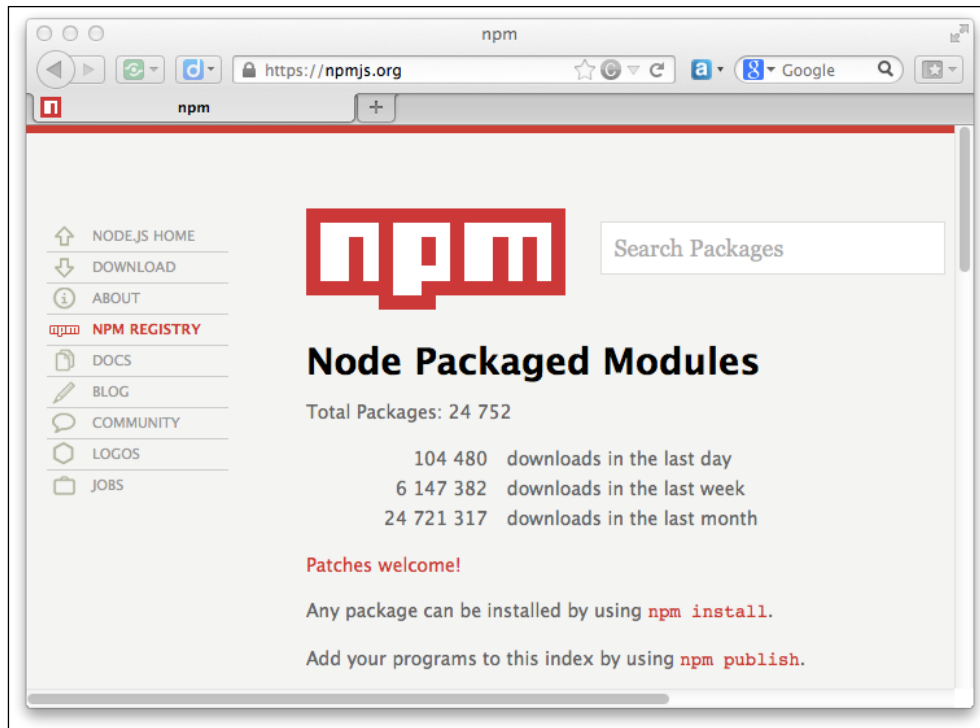 npm
https://npmjs.org
Google
npm
NODE.JS HOME
DOWNLOAD
ABOUT
npm NPM REGISTRY
DOCS
BLOG
COMMUNITY
LOGOS
JOBS
npm
Search Packages
Node Packaged Modules
Total Packages: 24 752
104 480 downloads in the last day
6 147 382 downloads in the last week
24 721 317 downloads in the last month
Patches welcome!
Any package can be installed by using npm install.
Add your programs to this index by using npm publish.